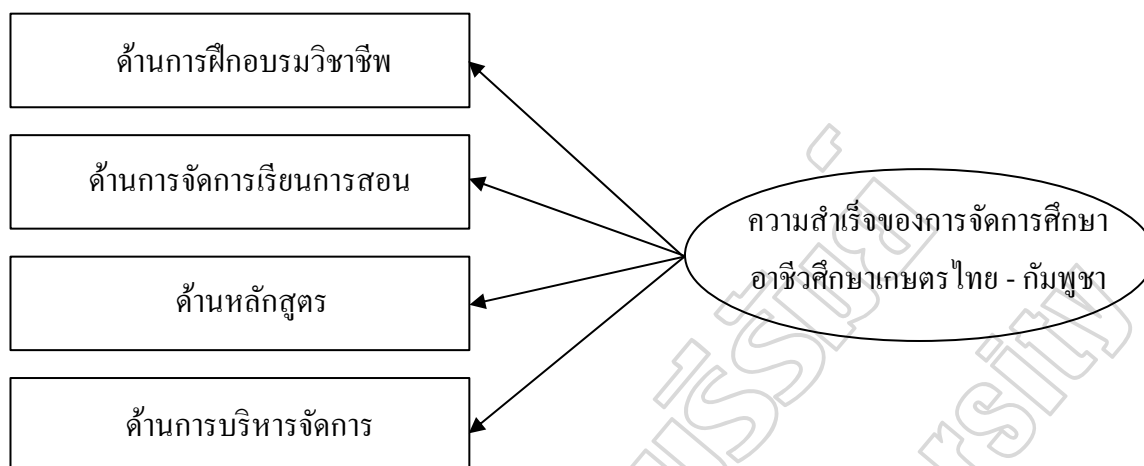 ด้านการฝึกอบรมวิชาชีพ
ด้านการจัดการเรียนการสอน
ความสำเร็จของการจัดการศึกษา
อาชีวศึกษาเกษตร ไทย - กัมพูชา
ด้านหลักสูตร
ด้านการบริหารจัดการ